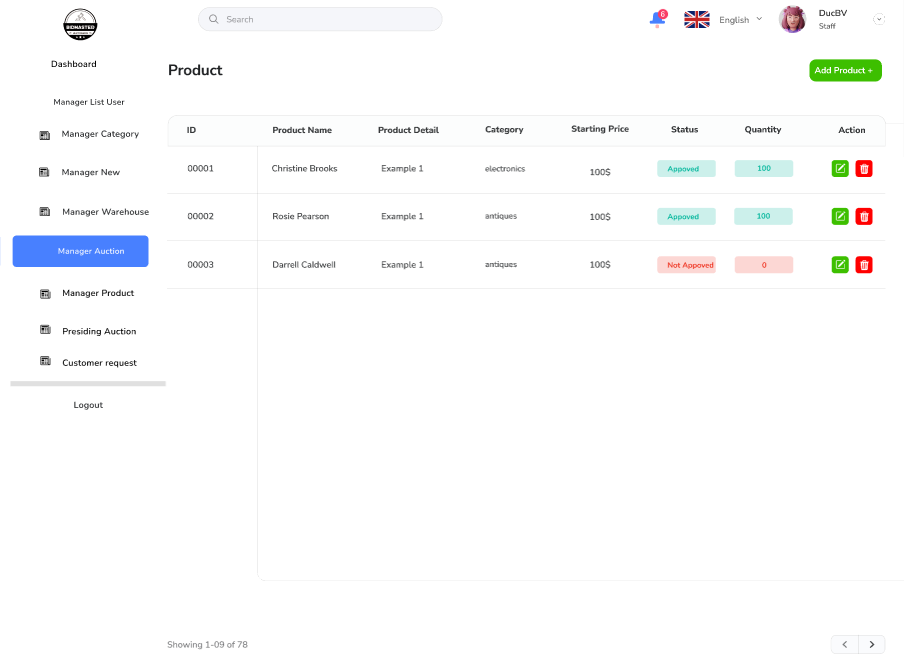 BIDMASTER
Search
6
English
DucBV
Staff
Dashboard
Manager List User
Manager Category
Manager New
Manager Warehouse
Manager Auction
Manager Product
Presiding Auction
Customer request
Logout
Product
Add Product +
ID Product Name Product Detail Category Starting Price Status Quantity Action
00001 Christine Brooks Example 1 electronics 100$ Appoved 100
00002 Rosie Pearson Example 1 antiques 100$ Appoved 100
00003 Darrell Caldwell Example 1 antiques 100$ Not Appoved 0
Showing 1-09 of 78